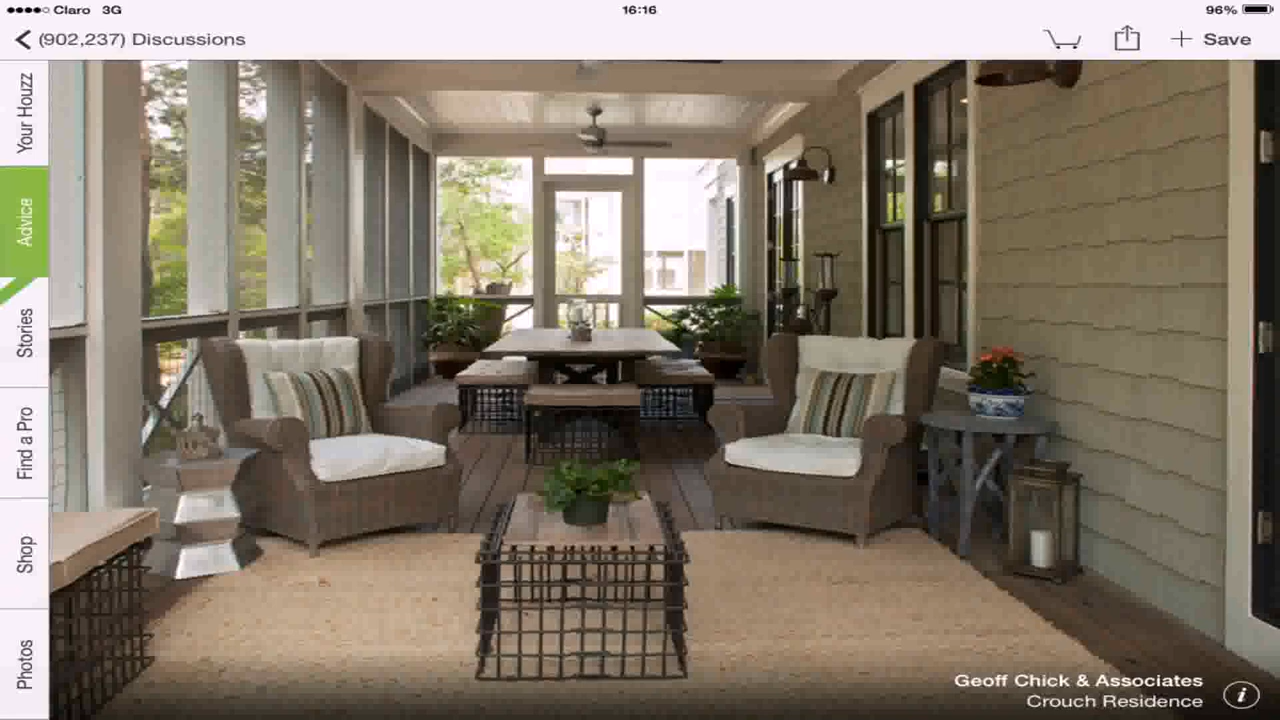 Claro 3G
16:16
96%
(902,237) Discussions
Save
Your Houzz
Advice
Stories
Find a Pro
Shop
Photos
Geoff Chick & Associates
Crouch Residence
i